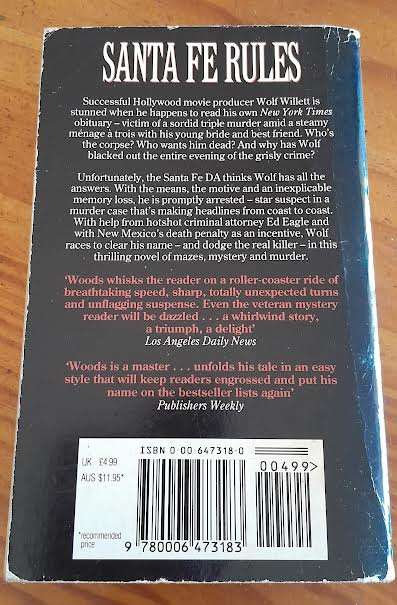 SANTA FE RULES
Successful Hollywood movie producer Wolf Willett is
stunned when he happens to read his own New York Times
obituary – victim of a sordid triple murder amid a steamy
ménage à trois with his young bride and best friend. Who's
the corpse? Who wants him dead? And why has Wolf
blacked out the entire evening of the grisly crime?
Unfortunately, the Santa Fe DA thinks Wolf has all the
answers. With the means, the motive and an inexplicable
memory loss, he is promptly arrested – star suspect in a
murder case that's making headlines from coast to coast.
With help from hotshot criminal attorney Ed Eagle and
with New Mexico's death penalty as an incentive, Wolf
races to clear his name – and dodge the real killer – in this
thrilling novel of mazes, mystery and murder.
'Woods whisks the reader on a roller-coaster ride of
breathtaking speed, sharp, totally unexpected turns
and unflagging suspense. Even the veteran mystery
reader will be dazzled . . . a whirlwind story,
a triumph, a delight'
Los Angeles Daily News
'Woods is a master . . . unfolds his tale in an easy
style that will keep readers engrossed and put his
name on the bestseller lists again'
Publishers Weekly
ISBN 0-00-647318-0
UK £4.99
AUS $11.95*
00499>
*recommended
price
9 780006 473183